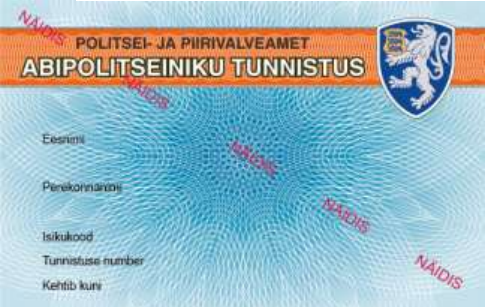 NÄIDIS
POLITSEI- JA PIIRIVALVEAMET
ABIPOLITSEINIKU TUNNISTUS
NÄIDIS
Eesnimi
NÄIDIS
Perekonnanimi
NÄIDIS
Isikukood
Tunnistuse number
NÄIDIS
Kehtib kuni